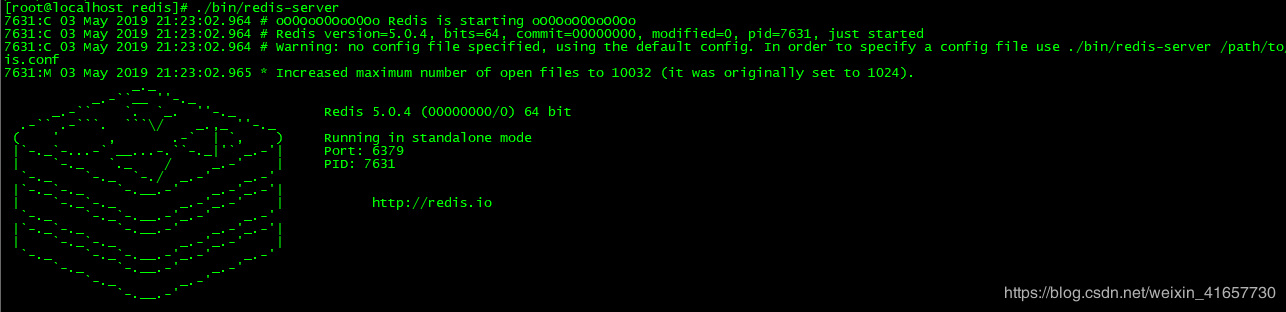 [root@localhost redis]# ./bin/redis-server
7631:C 03 May 2019 21:23:02.964 # oO0OoO0OoO0Oo Redis is starting oO0OoO0OoO0Oo
7631:C 03 May 2019 21:23:02.964 # Redis version=5.0.4, bits=64, commit=00000000, modified=0, pid=7631, just started
7631:C 03 May 2019 21:23:02.964 # Warning: no config file specified, using the default config. In order to specify a config file use ./bin/redis-server /path/to/
is.conf
7631:M 03 May 2019 21:23:02.965 * Increased maximum number of open files to 10032 (it was originally set to 1024).
Redis 5.0.4 (00000000/0) 64 bit
Running in standalone mode
Port: 6379
PID: 7631
http://redis.io
https://blog.csdn.net/weixin_41657730